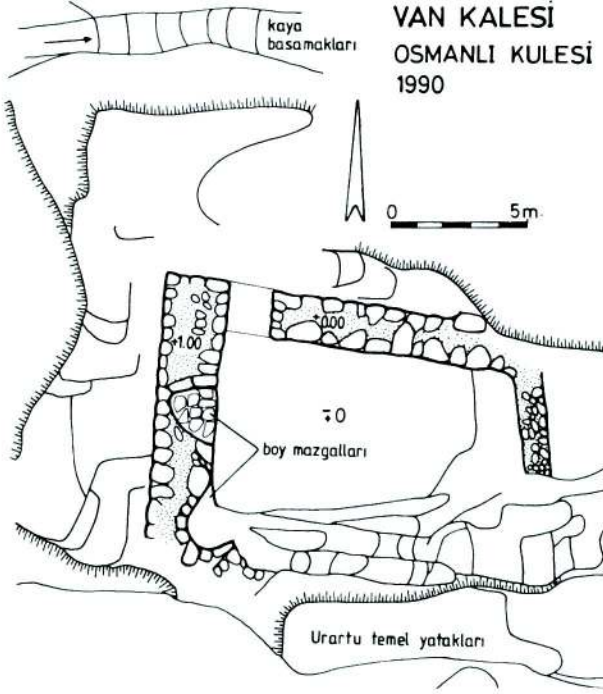 VAN KALESİ
OSMANLI KULESİ
1990
kaya
basamakları
0 5m.
+1.00
+0.00
∓0
boy mazgalları
Urartu temel yatakları